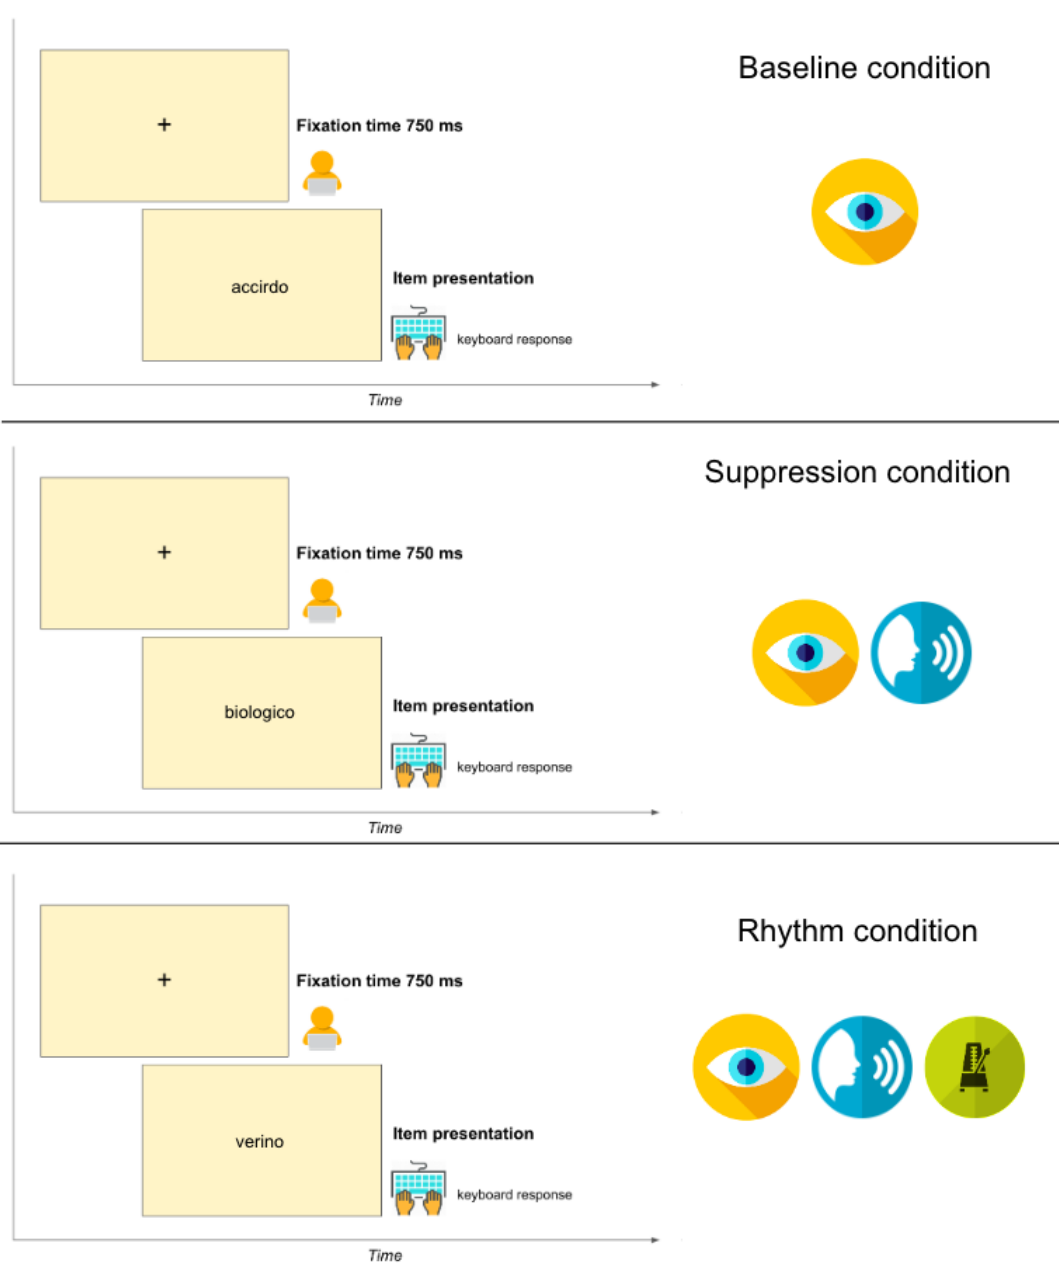 Baseline condition
+
Fixation time 750 ms
accirdo
Item presentation
keyboard response
Time
Suppression condition
+
Fixation time 750 ms
biologico
Item presentation
keyboard response
Time
Rhythm condition
+
Fixation time 750 ms
verino
Item presentation
keyboard response
Time